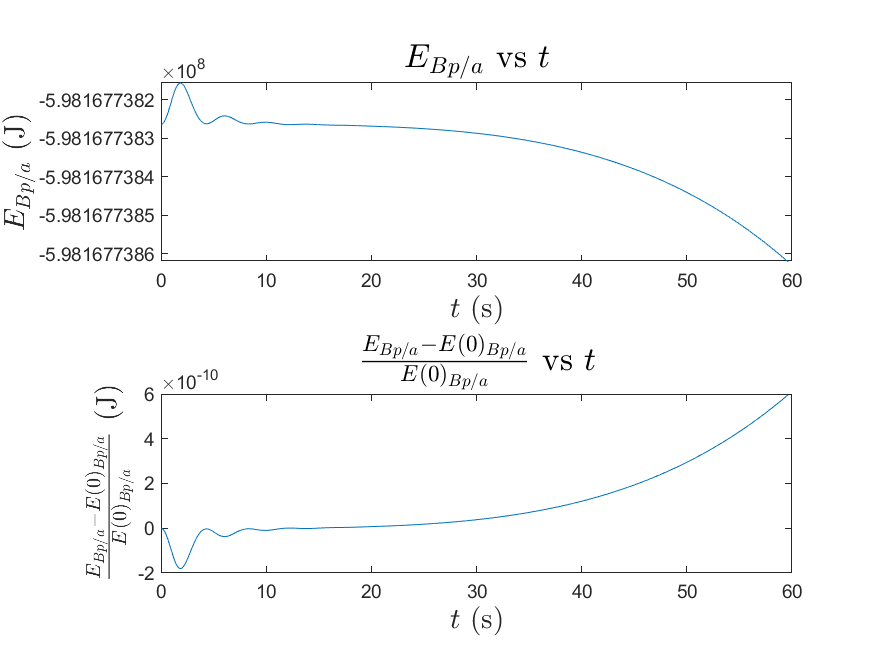 E_{Bp/a} vs t
×10^8
-5.981677382
-5.981677383
-5.981677384
-5.981677385
-5.981677386
E_{Bp/a} (J)
0 10 20 30 40 50 60
t (s)
\frac{E_{Bp/a}-E(0)_{Bp/a}}{E(0)_{Bp/a}} vs t
×10^{-10}
6
4
2
0
-2
\frac{E_{Bp/a}-E(0)_{Bp/a}}{E(0)_{Bp/a}} (J)
0 10 20 30 40 50 60
t (s)